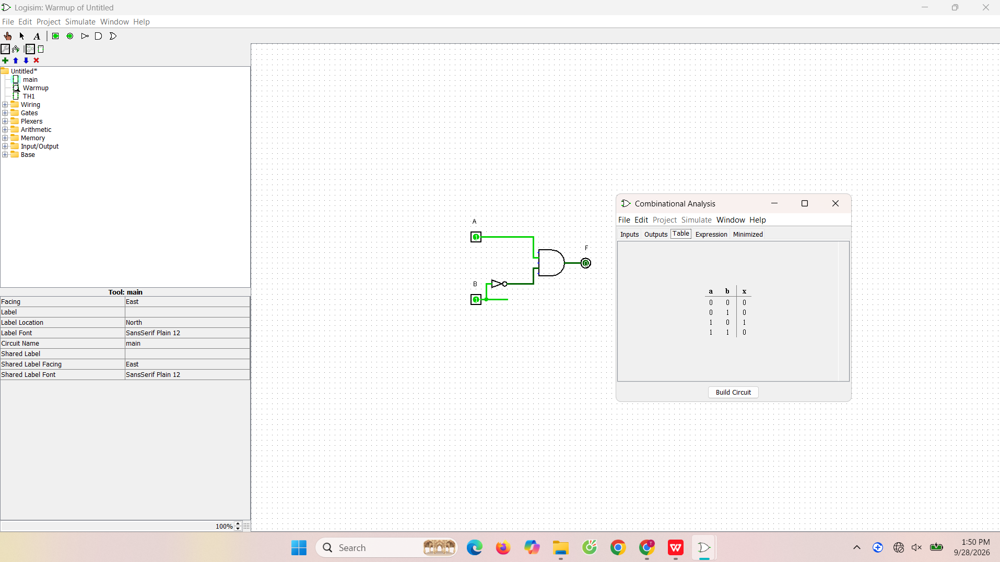 Logisim: Warmup of Untitled
File Edit Project Simulate Window Help
A
Untitled*
main
Warmup
TH1
Wiring
Gates
Plexers
Arithmetic
Memory
Input/Output
Base
Tool: main
Facing East
Label
Label Location North
Label Font SansSerif Plain 12
Circuit Name main
Shared Label
Shared Label Facing East
Shared Label Font SansSerif Plain 12
100%
A
1
F
0
B
1
Combinational Analysis
File Edit Project Simulate Window Help
Inputs Outputs Table Expression Minimized
a b x
0 0 0
0 1 0
1 0 1
1 1 0
Build Circuit
Search
T
W
1:50 PM
9/28/2026